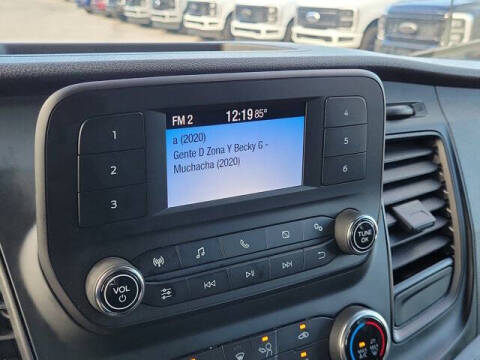 FM 2 12:19 85°
a (2020)
Gente D Zona Y Becky G -
Muchacha (2020)
1
2
3
4
5
6
VOL
TUNE
OK